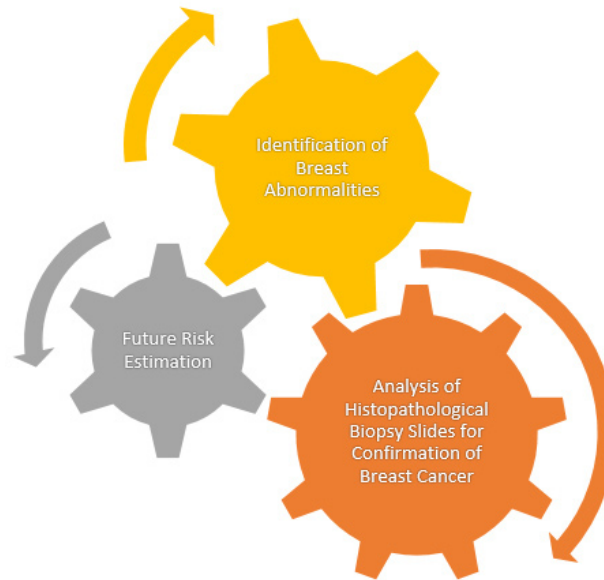 Identification of
Breast
Abnormalities
Future Risk
Estimation
Analysis of
Histopathological
Biopsy Slides for
Confirmation of
Breast Cancer